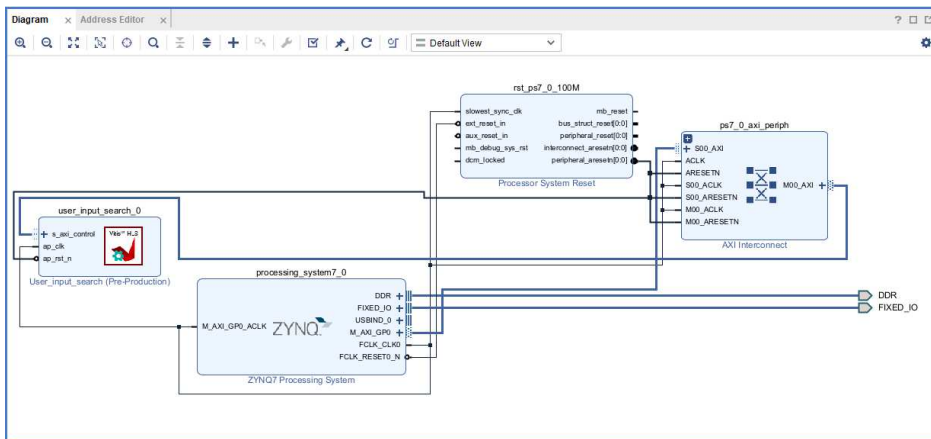 Diagram × Address Editor ×
Default View
rst_ps7_0_100M
slowest_sync_clk mb_reset
ext_reset_in bus_struct_reset[0:0]
aux_reset_in peripheral_reset[0:0]
mb_debug_sys_rst interconnect_aresetn[0:0]
dcm_locked peripheral_aresetn[0:0]
Processor System Reset
ps7_0_axi_periph
S00_AXI
ACLK
ARESETN
S00_ACLK M00_AXI
S00_ARESETN
M00_ACLK
M00_ARESETN
AXI Interconnect
user_input_search_0
s_axi_control
ap_clk
ap_rst_n
Vitis™ HLS
User_input_search (Pre-Production)
processing_system7_0
DDR
FIXED_IO
USBIND_0
M_AXI_GP0_ACLK ZYNQ M_AXI_GP0
FCLK_CLK0
FCLK_RESET0_N
ZYNQ7 Processing System
DDR
FIXED_IO